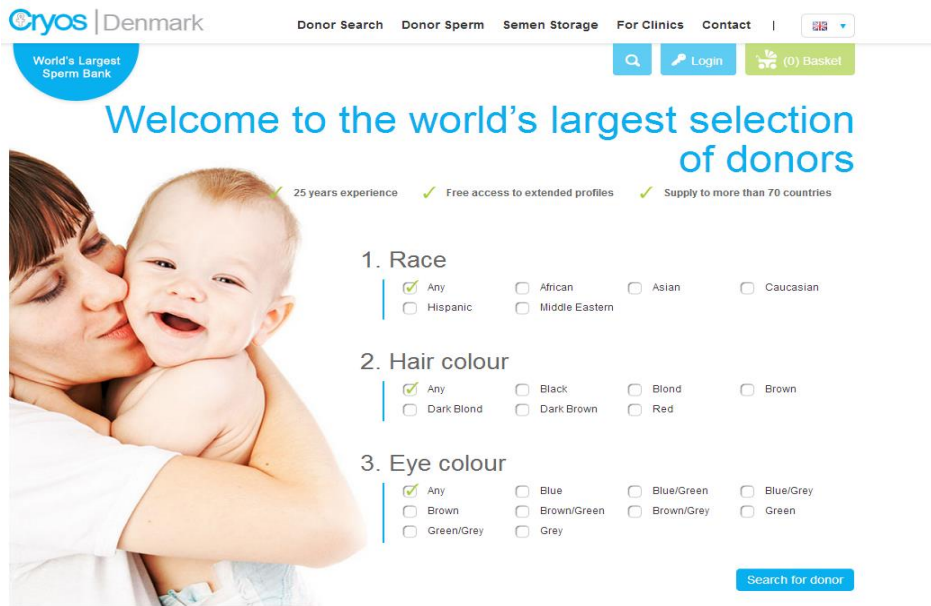 Cryos | Denmark
Donor Search Donor Sperm Semen Storage For Clinics Contact |
World's Largest
Sperm Bank
Login (0) Basket
Welcome to the world's largest selection
of donors
25 years experience Free access to extended profiles Supply to more than 70 countries
1. Race
Any African Asian Caucasian
Hispanic Middle Eastern
2. Hair colour
Any Black Blond Brown
Dark Blond Dark Brown Red
3. Eye colour
Any Blue Blue/Green Blue/Grey
Brown Brown/Green Brown/Grey Green
Green/Grey Grey
Search for donor